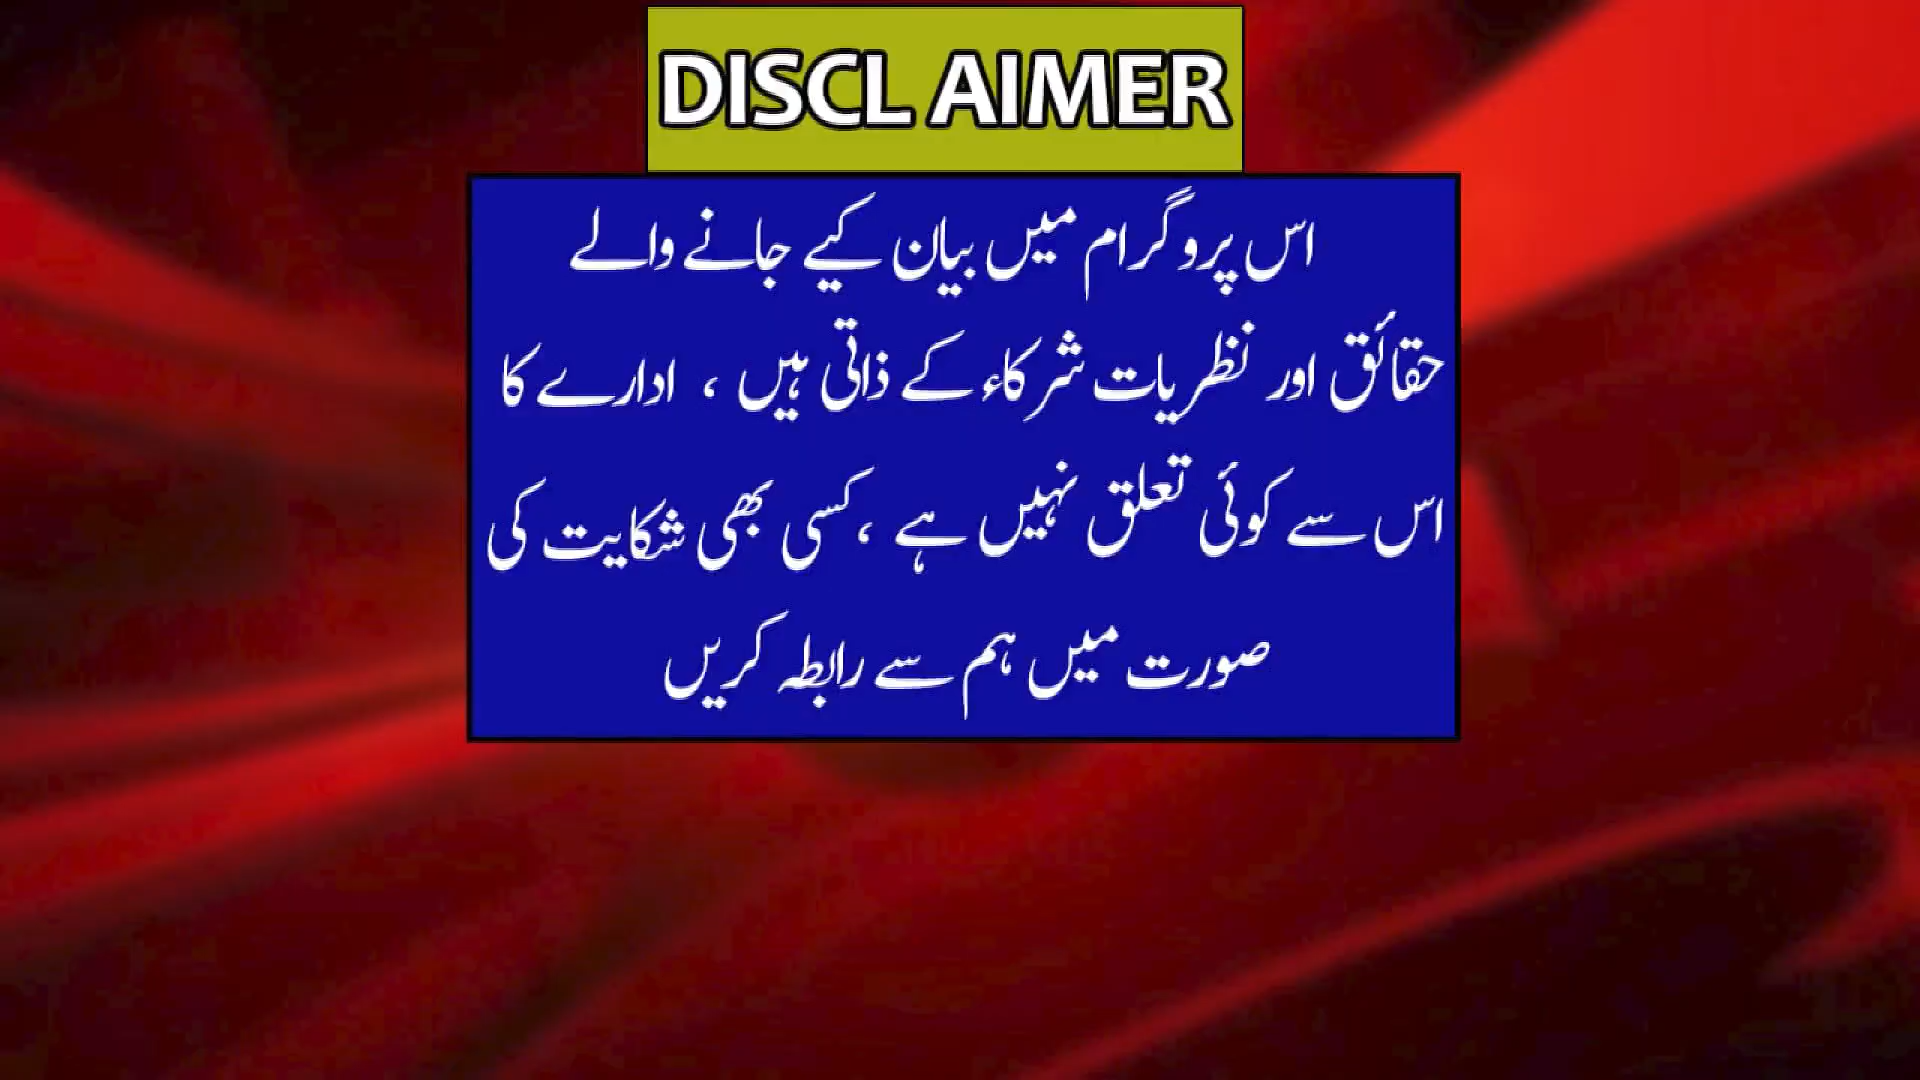 DISCL AIMER
اس پروگرام میں بیان کیے جانے والے
حقائق اور نظریات شرکاء کے ذاتی ہیں ، ادارے کا
اس سے کوئی تعلق نہیں ہے ،کسی بھی شکایت کی
صورت میں ہم سے رابطہ کریں